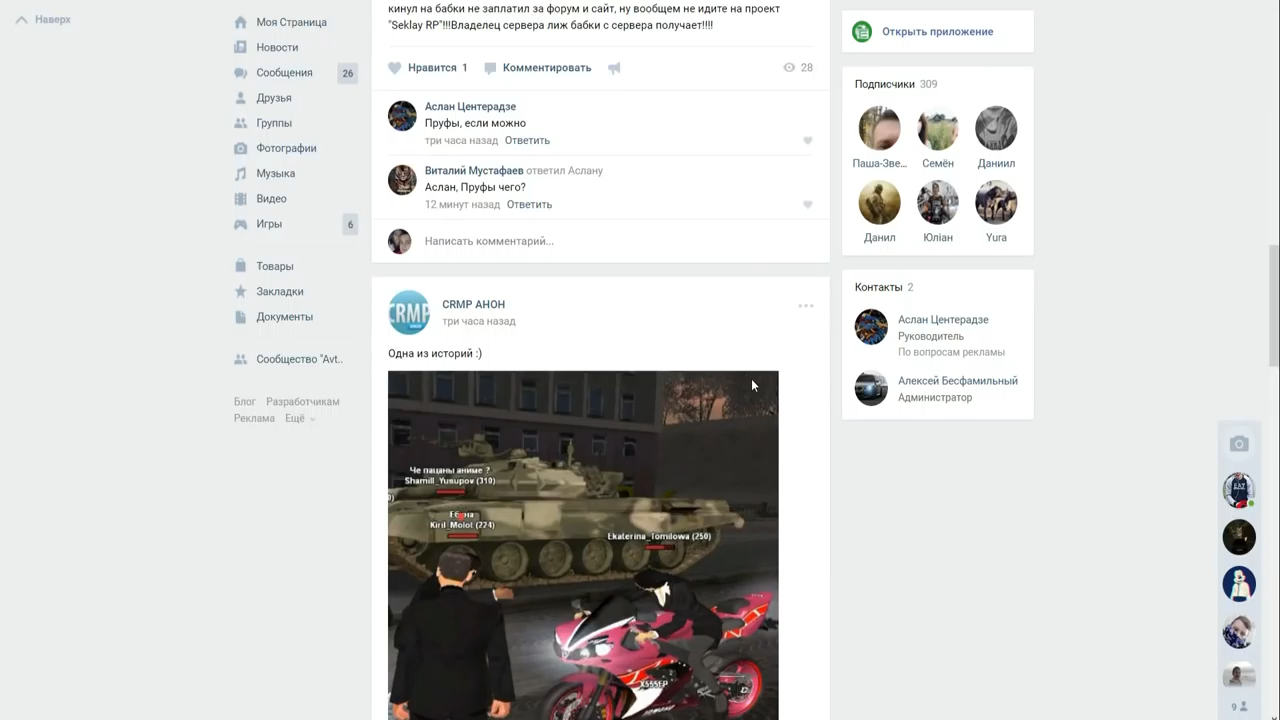 Наверх
Моя Страница
Новости
Сообщения 26
Друзья
Группы
Фотографии
Музыка
Видео
Игры 6
Товары
Закладки
Документы
Сообщество "Avt..
Блог Разработчикам
Реклама Ещё
кинул на бабки не заплатил за форум и сайт, ну вообщем не идите на проект
"Seklay RP"!!!Владелец сервера лиж бабки с сервера получает!!!!
Нравится 1 Комментировать 28
Аслан Центерадзе
Пруфы, если можно
три часа назад Ответить
Виталий Мустафаев ответил Аслану
Аслан, Пруфы чего?
12 минут назад Ответить
Написать комментарий...
CRMP
CRMP АНОН
три часа назад
Одна из историй :)
Че пацаны аниме ?
Shamill_Yusupov (310)
Kiril_Molot (274)
Ekaterina_Tomilowa (250)
X555FP
Открыть приложение
Подписчики 309
Паша-Зве... Семён Даниил
Данил Юлiан Yura
Контакты 2
Аслан Центерадзе
Руководитель
По вопросам рекламы
Алексей Бесфамильный
Администратор
9